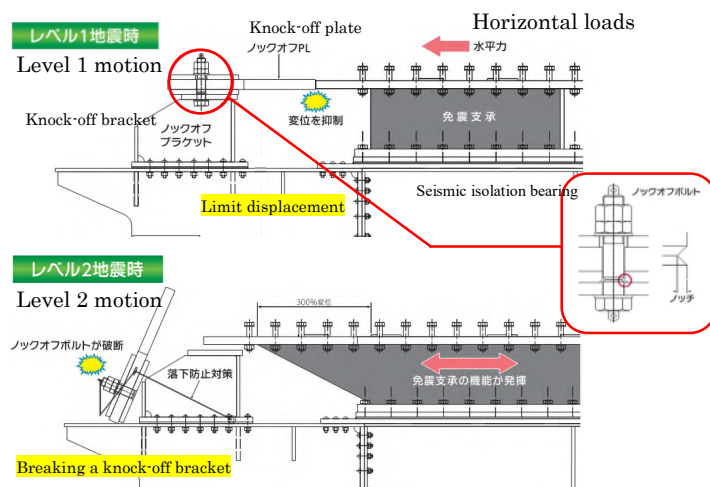 レベル1地震時
Level 1 motion
Knock-off plate
ノックオフPL
Horizontal loads
水平力
Knock-off bracket
ノックオフ
ブラケット
変位を抑制
免震支承
Limit displacement
Seismic isolation bearing
ノックオフボルト
ノッチ
レベル2地震時
Level 2 motion
300%変位
ノックオフボルトが破断
落下防止対策
免震支承の機能が発揮
Breaking a knock-off bracket